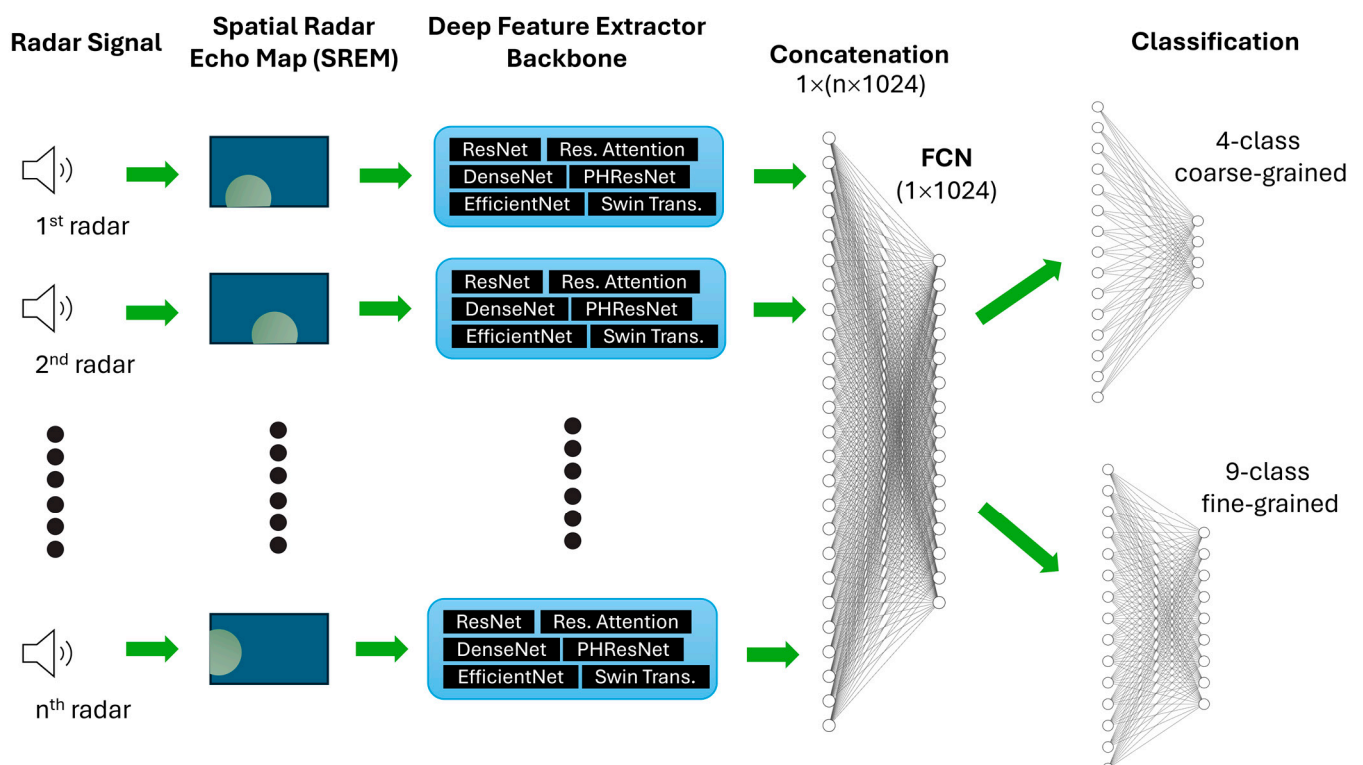 Radar Signal
Spatial Radar
Echo Map (SREM)
Deep Feature Extractor
Backbone
Concatenation
1×(n×1024)
Classification
1st radar
ResNet
Res. Attention
DenseNet
PHResNet
EfficientNet
Swin Trans.
FCN
(1×1024)
4-class
coarse-grained
2nd radar
ResNet
Res. Attention
DenseNet
PHResNet
EfficientNet
Swin Trans.
9-class
fine-grained
nth radar
ResNet
Res. Attention
DenseNet
PHResNet
EfficientNet
Swin Trans.